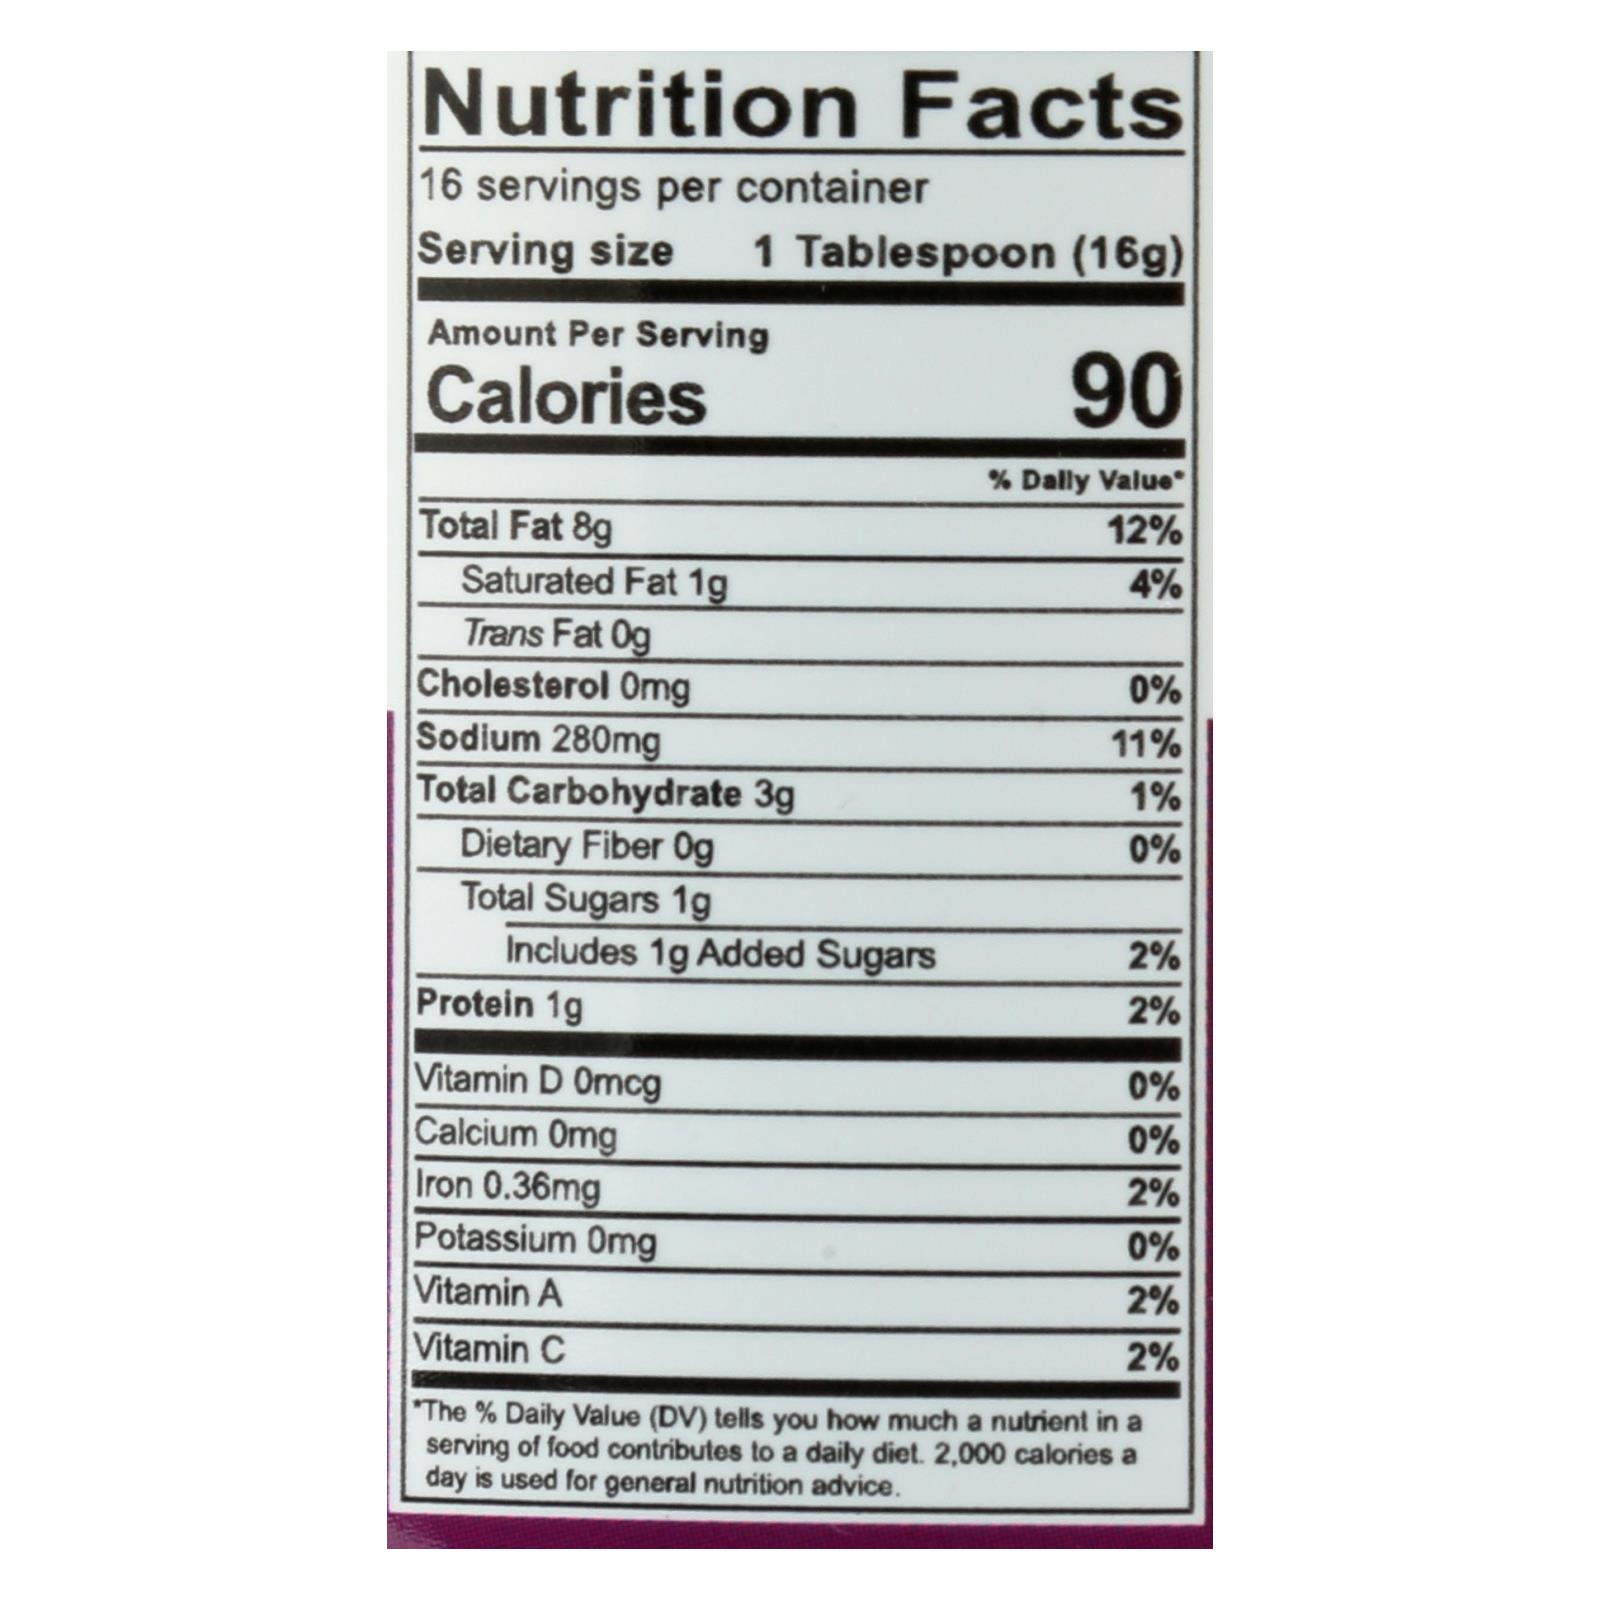 Nutrition Facts
16 servings per container
Serving size 1 Tablespoon (16g)
Amount Per Serving
Calories 90
% Daily Value*
Total Fat 8g 12%
Saturated Fat 1g 4%
Trans Fat 0g
Cholesterol 0mg 0%
Sodium 280mg 11%
Total Carbohydrate 3g 1%
Dietary Fiber 0g 0%
Total Sugars 1g
Includes 1g Added Sugars 2%
Protein 1g 2%
Vitamin D 0mcg 0%
Calcium 0mg 0%
Iron 0.36mg 2%
Potassium 0mg 0%
Vitamin A 2%
Vitamin C 2%
*The % Daily Value (DV) tells you how much a nutrient in a
serving of food contributes to a daily diet. 2,000 calories a
day is used for general nutrition advice.